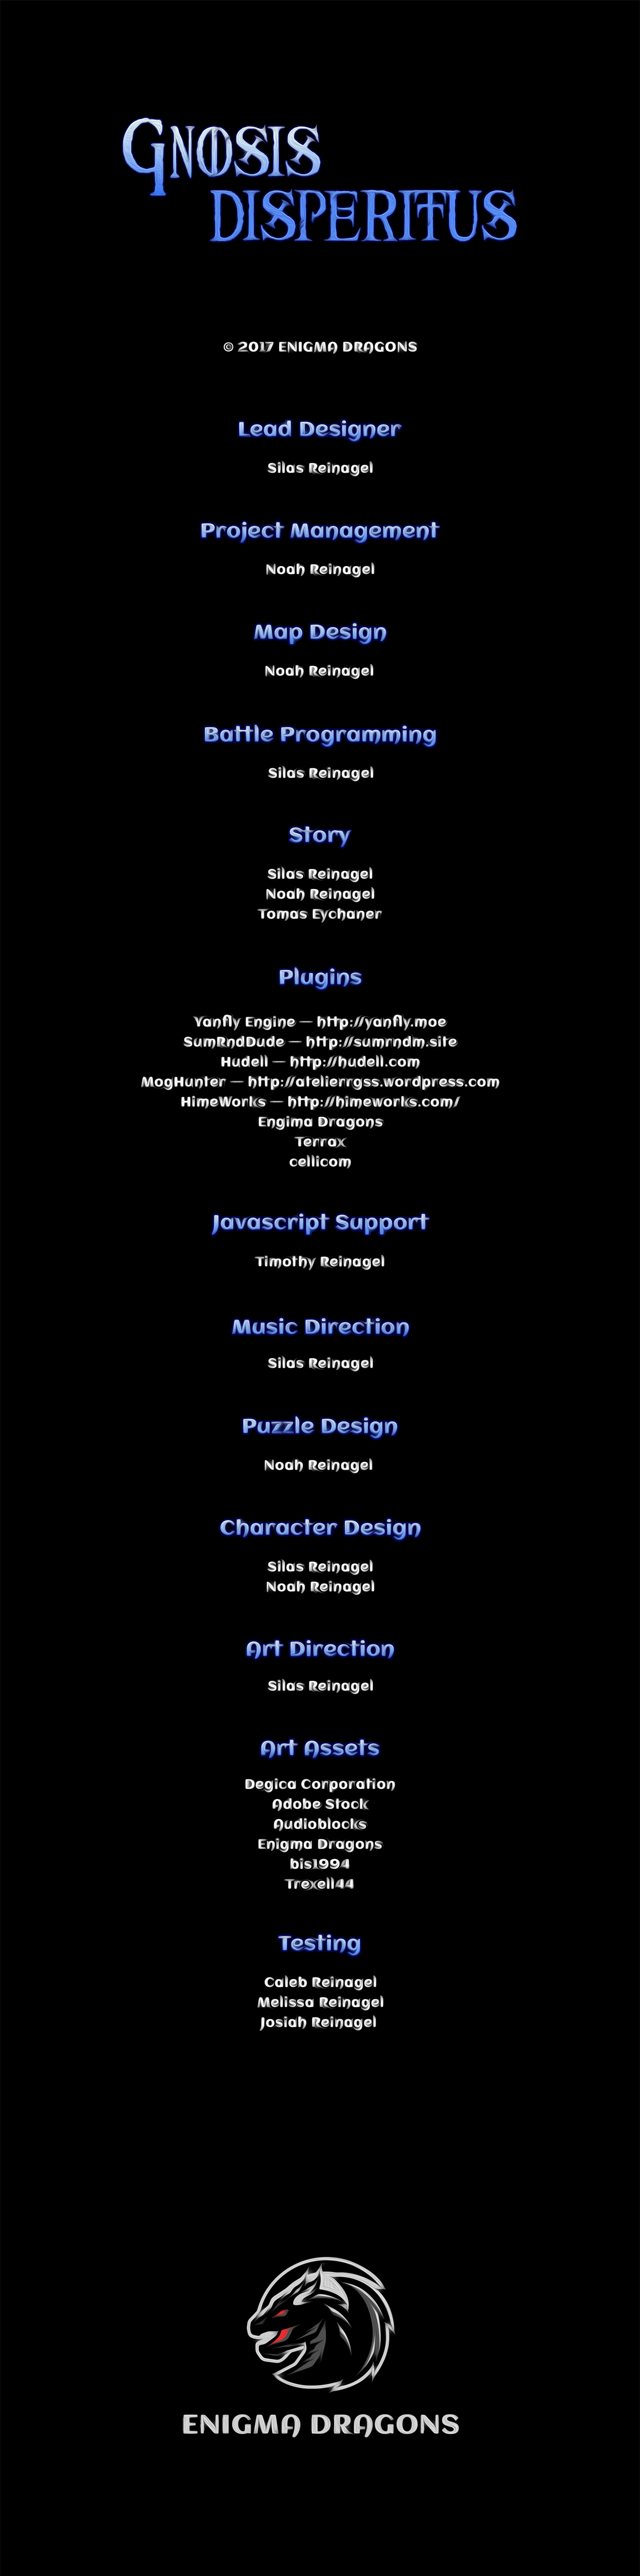 GNOSIS
DISPERITUS
© 2017 ENIGMA DRAGONS
Lead Designer
Silas Reinagel
Project Management
Noah Reinagel
Map Design
Noah Reinagel
Battle Programming
Silas Reinagel
Story
Silas Reinagel
Noah Reinagel
Tomas Eychaner
Plugins
Yanfly Engine — http://yanfly.moe
SumRndDude — http://sumrndm.site
Hudell — http://hudell.com
MogHunter — http://atelierrgss.wordpress.com
HimeWorks — http://himeworks.com/
Engima Dragons
Terrax
cellicom
Javascript Support
Timothy Reinagel
Music Direction
Silas Reinagel
Puzzle Design
Noah Reinagel
Character Design
Silas Reinagel
Noah Reinagel
Art Direction
Silas Reinagel
Art Assets
Degica Corporation
Adobe Stock
Audioblocks
Enigma Dragons
bis1994
Trexell44
Testing
Caleb Reinagel
Melissa Reinagel
Josiah Reinagel
ENIGMA DRAGONS